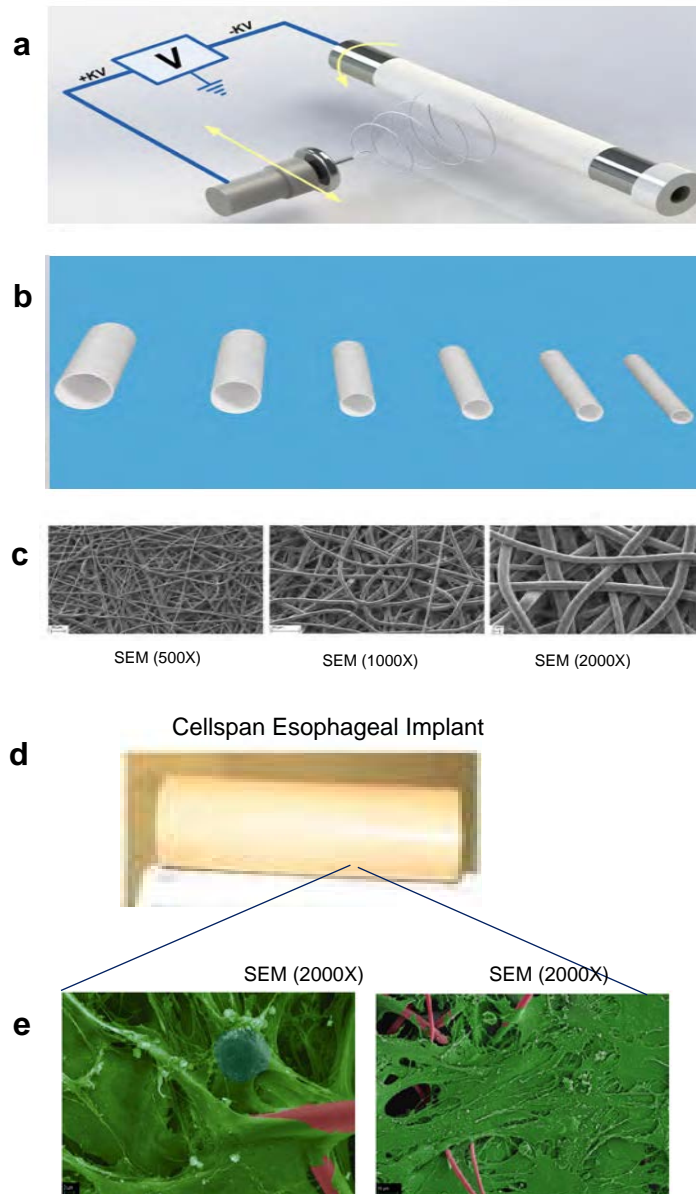 a
-KV
V
+KV
b
c
SEM (500X)
SEM (1000X)
SEM (2000X)
Cellspan Esophageal Implant
d
SEM (2000X)
SEM (2000X)
e